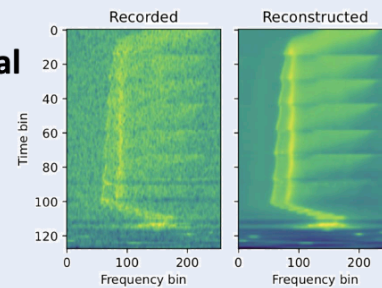 Recorded Reconstructed
al
0
20
40
60
80
100
120
Time bin
0 100 200 0 100 200
Frequency bin Frequency bin